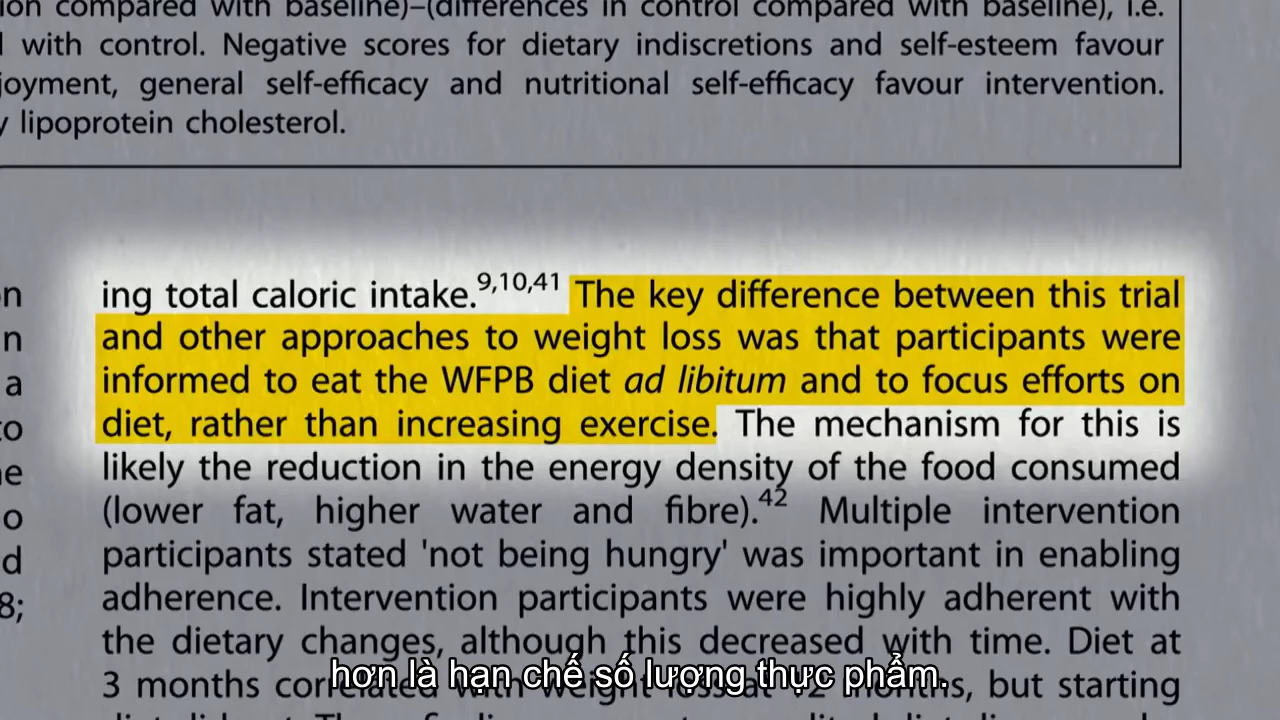 ion compared with baseline)–(differences in control compared with baseline), i.e.
with control. Negative scores for dietary indiscretions and self-esteem favour
joyment, general self-efficacy and nutritional self-efficacy favour intervention.
y lipoprotein cholesterol.
ing total caloric intake.9,10,41 The key difference between this trial
and other approaches to weight loss was that participants were
informed to eat the WFPB diet ad libitum and to focus efforts on
diet, rather than increasing exercise. The mechanism for this is
likely the reduction in the energy density of the food consumed
(lower fat, higher water and fibre).42 Multiple intervention
participants stated 'not being hungry' was important in enabling
adherence. Intervention participants were highly adherent with
the dietary changes, although this decreased with time. Diet at
3 months correlated with weight loss at 12 months, but starting
hơn là hạn chế số lượng thực phẩm.